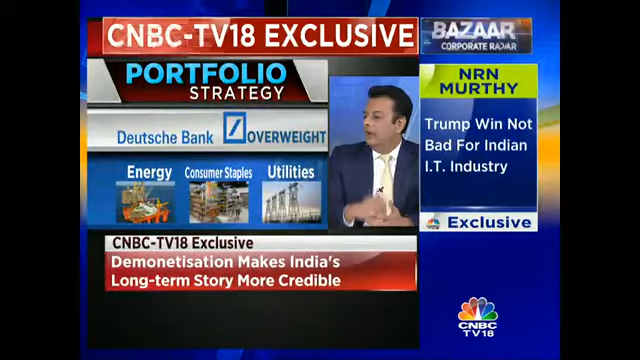 CNBC-TV18 EXCLUSIVE
BAZAAR
CORPORATE RADAR
PORTFOLIO
STRATEGY
Deutsche Bank
OVERWEIGHT
Energy
Consumer Staples
Utilities
NRN
MURTHY
Trump Win Not
Bad For Indian
I.T. Industry
Exclusive
CNBC-TV18 Exclusive
Demonetisation Makes India's
Long-term Story More Credible
CNBC
TV18